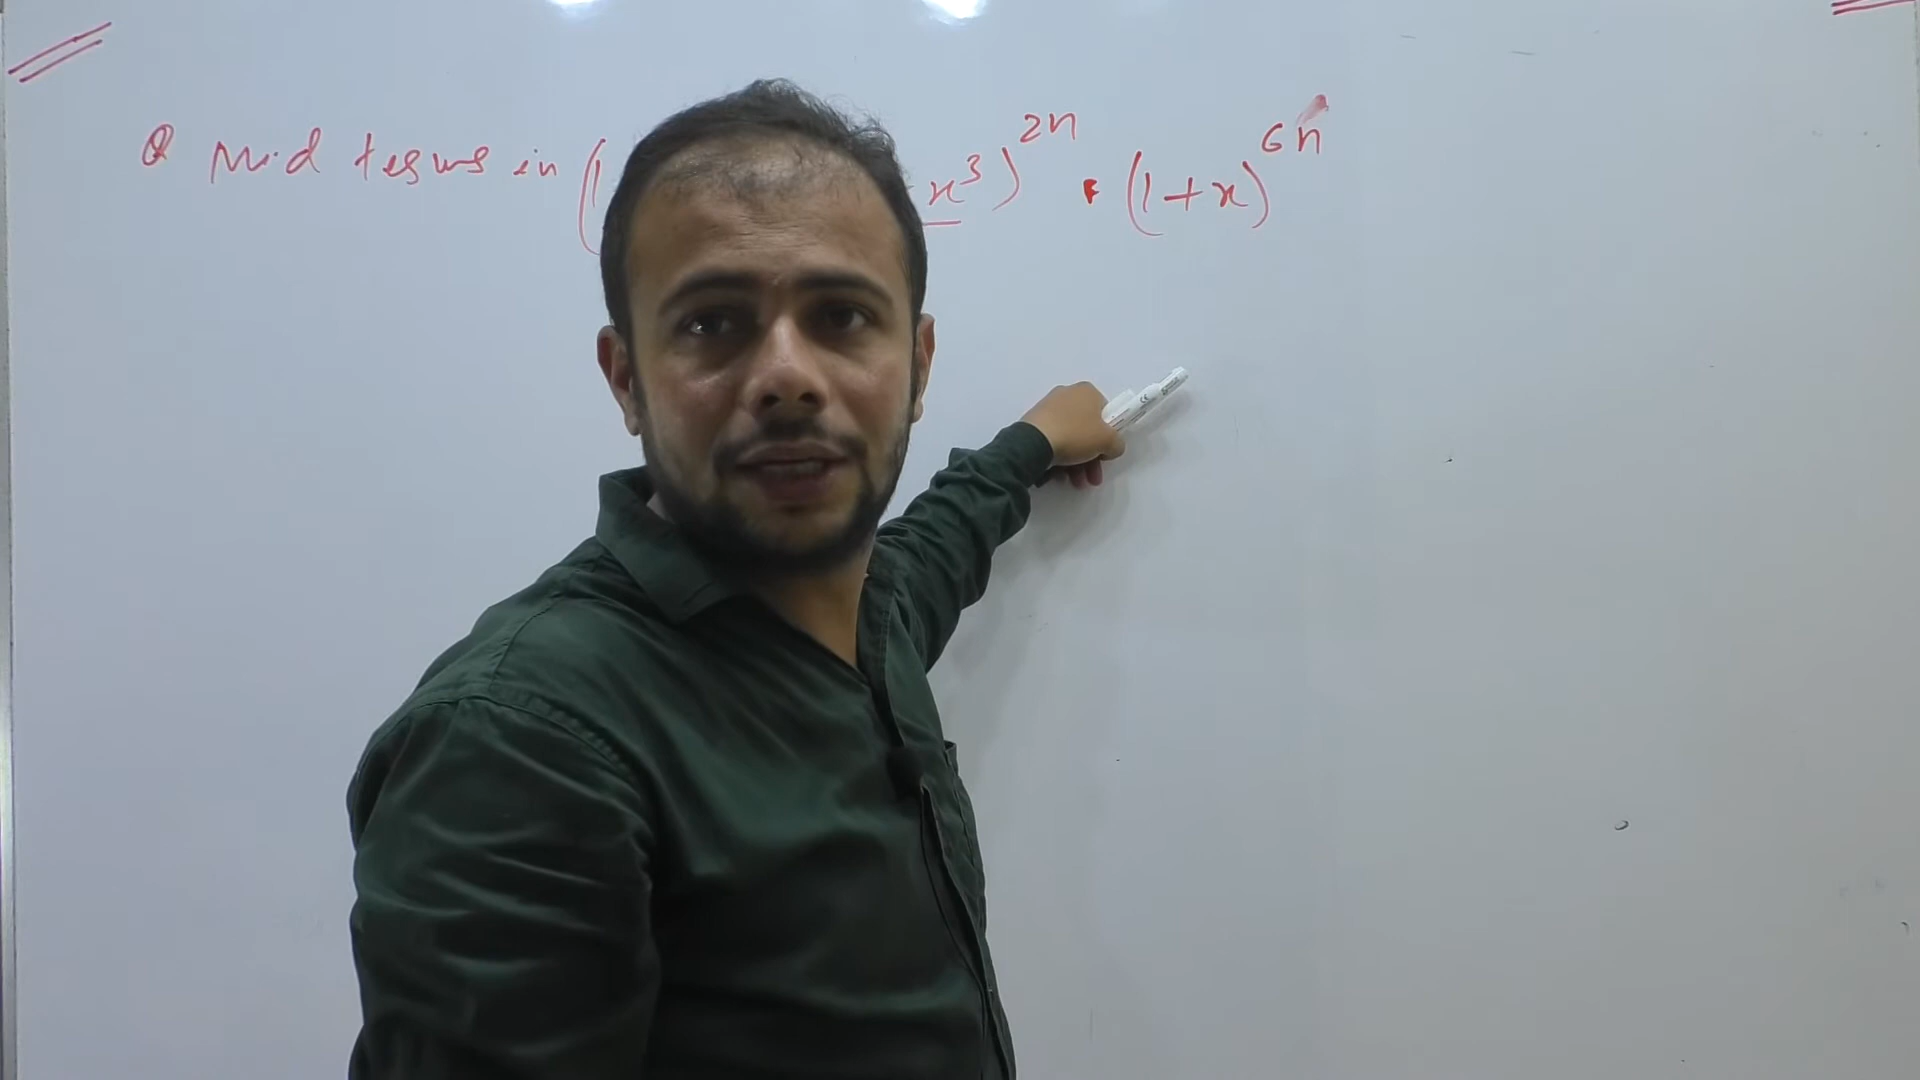 Q Mid terms in (1 x³)²ⁿ · (1+x)⁶ⁿ